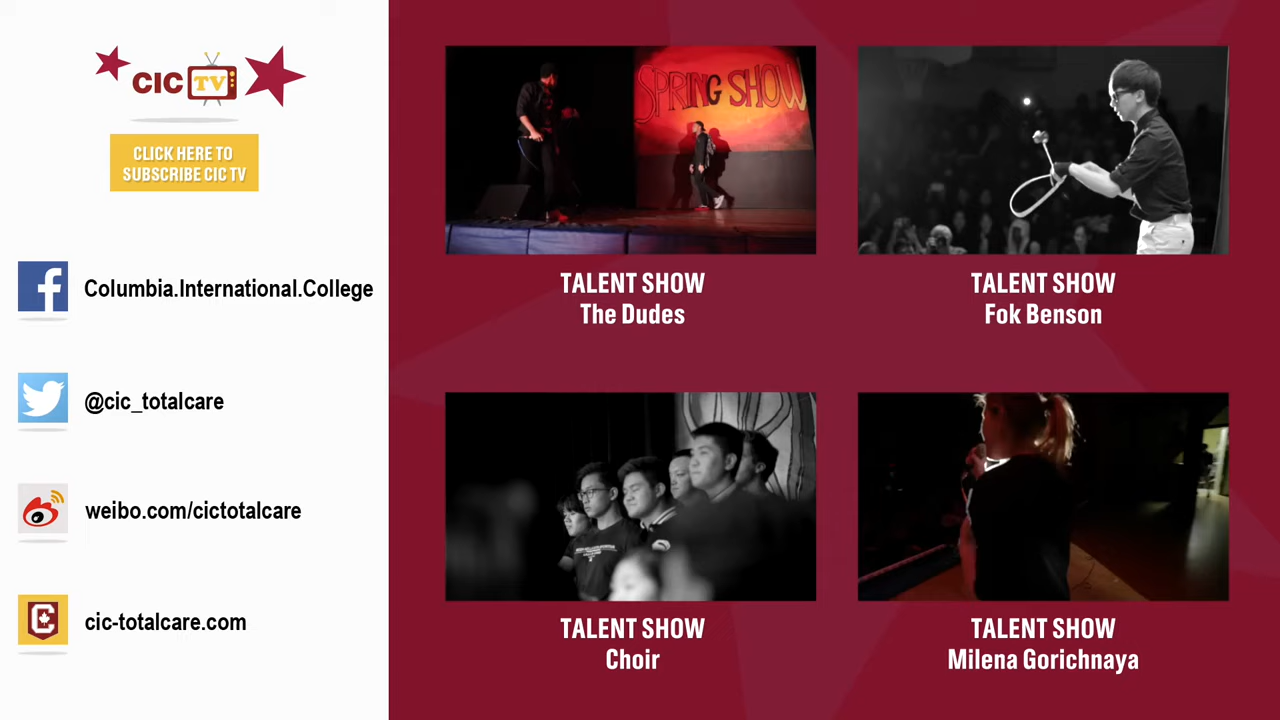 CIC TV
CLICK HERE TO
SUBSCRIBE CIC TV
Columbia.International.College
@cic_totalcare
weibo.com/cictotalcare
cic-totalcare.com
SPRING SHOW
TALENT SHOW
The Dudes
TALENT SHOW
Fok Benson
TALENT SHOW
Choir
TALENT SHOW
Milena Gorichnaya